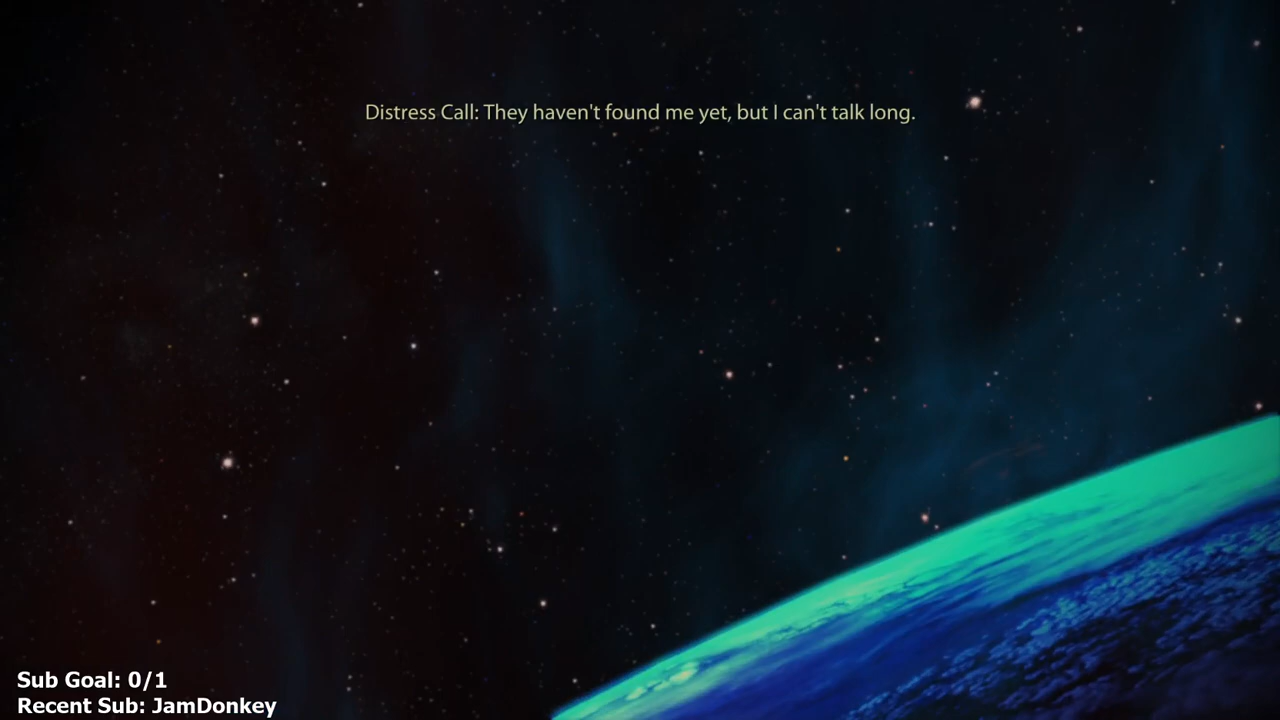 Distress Call: They haven't found me yet, but I can't talk long.
Sub Goal: 0/1
Recent Sub: JamDonkey